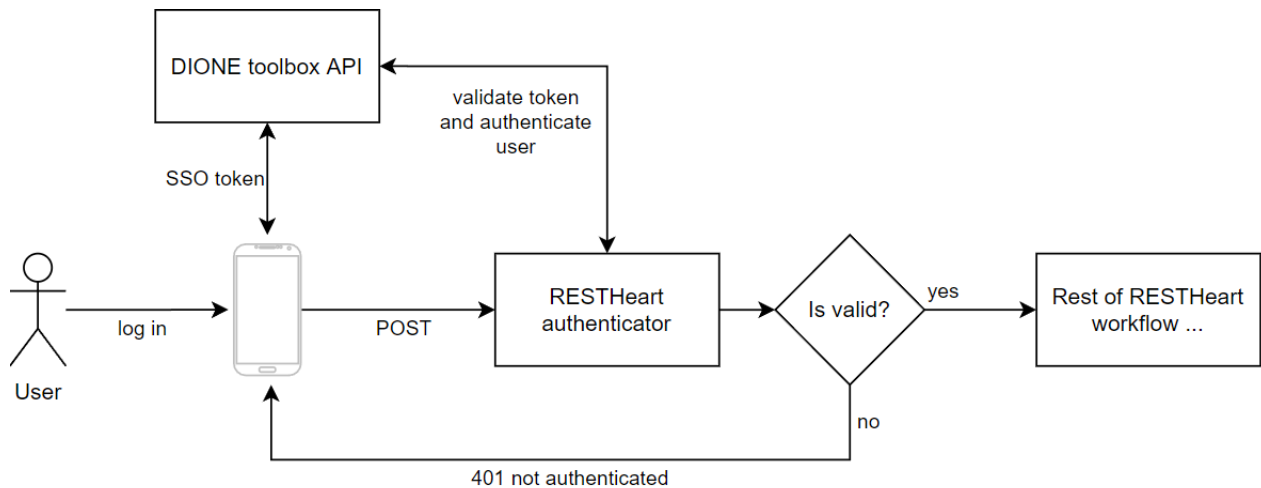 DIONE toolbox API
validate token
and authenticate
user
SSO token
User
log in
POST
RESTHeart
authenticator
Is valid?
yes
Rest of RESTHeart
workflow ...
no
401 not authenticated